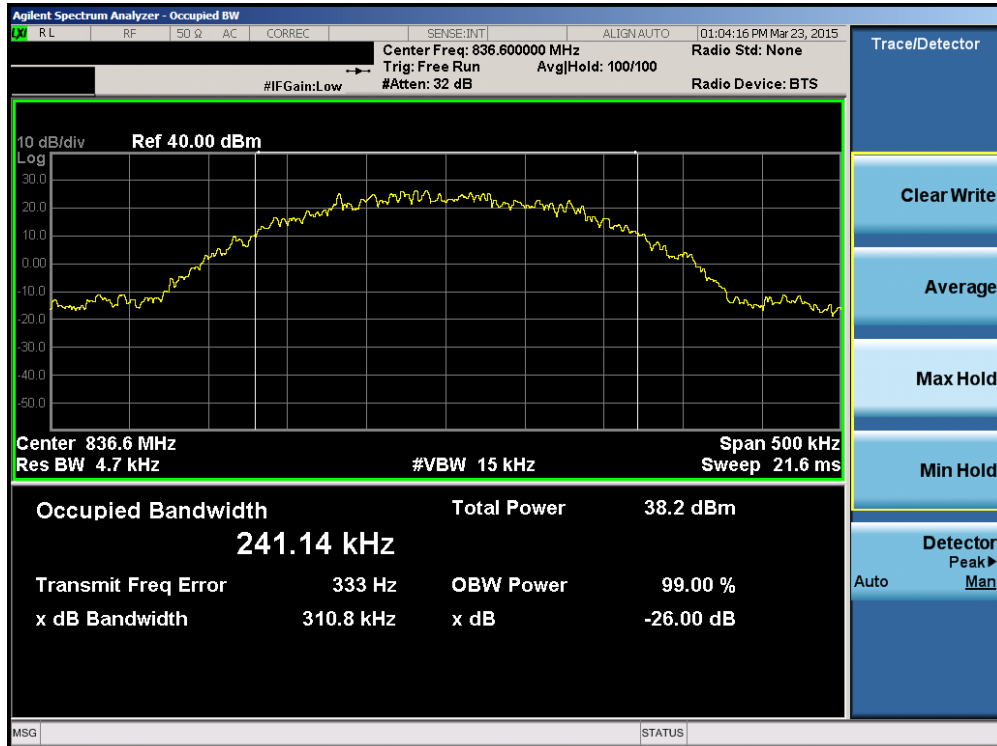 Agilent Spectrum Analyzer - Occupied BW
LXI RL RF 50 Ω AC CORREC SENSE:INT ALIGN AUTO 01:04:16 PM Mar 23, 2015
Center Freq: 836.600000 MHz Radio Std: None
Trig: Free Run Avg|Hold: 100/100
#IFGain:Low #Atten: 32 dB Radio Device: BTS
10 dB/div Ref 40.00 dBm
Log
30.0
20.0
10.0
0.00
-10.0
-20.0
-30.0
-40.0
-50.0
Center 836.6 MHz Span 500 kHz
Res BW 4.7 kHz #VBW 15 kHz Sweep 21.6 ms
Occupied Bandwidth Total Power 38.2 dBm
241.14 kHz
Transmit Freq Error 333 Hz OBW Power 99.00 %
x dB Bandwidth 310.8 kHz x dB -26.00 dB
Trace/Detector
Clear Write
Average
Max Hold
Min Hold
Detector
Peak▶
Auto Man
MSG STATUS